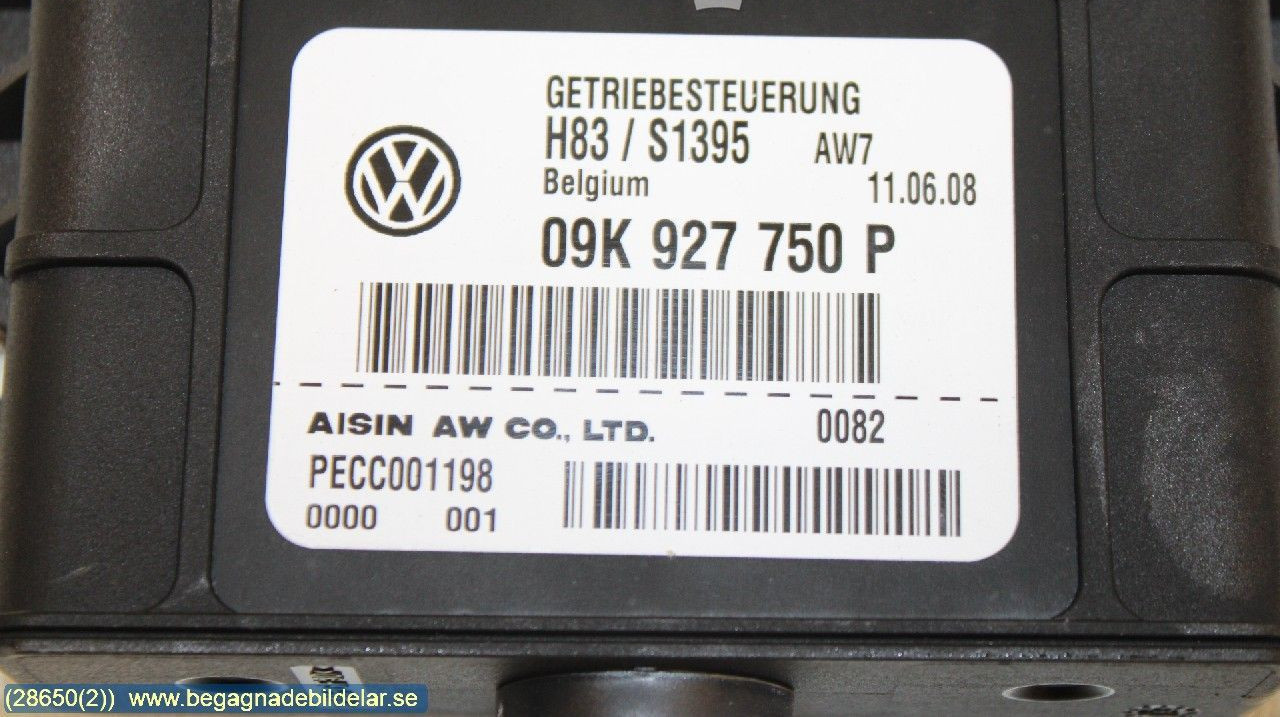 GETRIEBESTEUERUNG
H83 / S1395 AW7
Belgium 11.06.08
09K 927 750 P
AISIN AW CO., LTD. 0082
PECC001198
0000 001
(28650(2)) www.begagnadebildelar.se